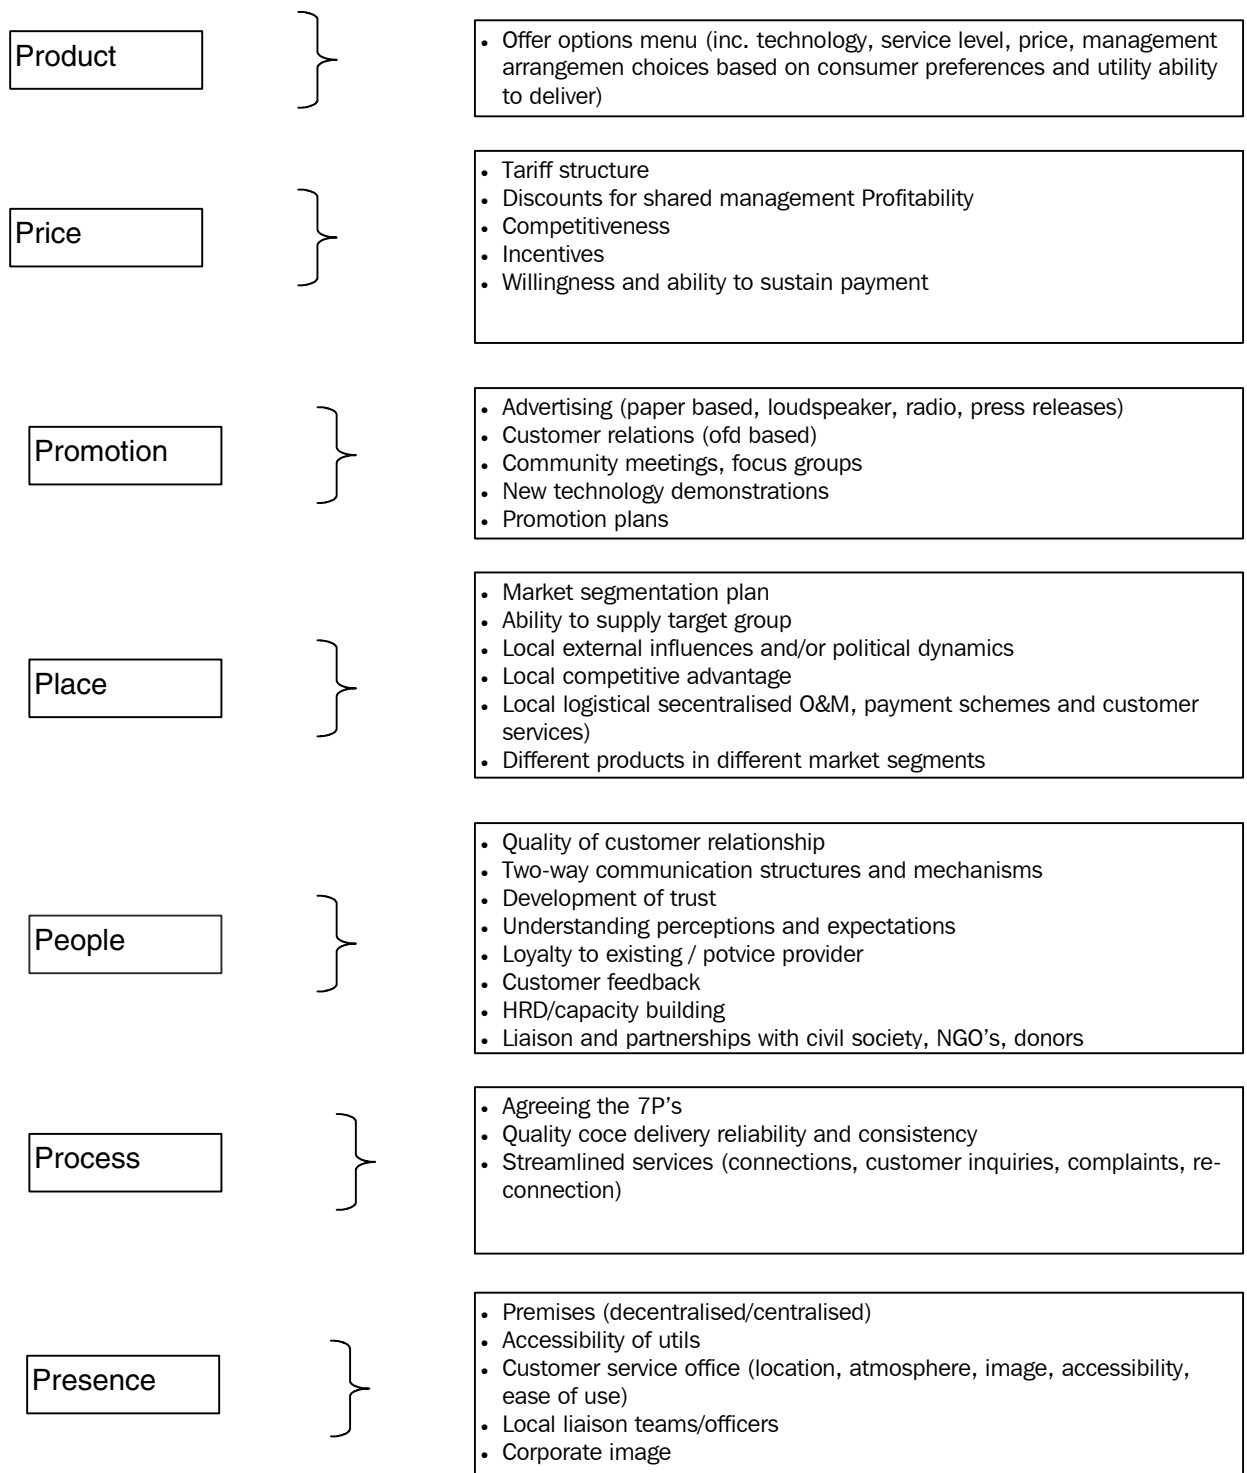 Product
• Offer options menu (inc. technology, service level, price, management
arrangemen choices based on consumer preferences and utility ability
to deliver)
Price
• Tariff structure
• Discounts for shared management Profitability
• Competitiveness
• Incentives
• Willingness and ability to sustain payment
Promotion
• Advertising (paper based, loudspeaker, radio, press releases)
• Customer relations (ofd based)
• Community meetings, focus groups
• New technology demonstrations
• Promotion plans
Place
• Market segmentation plan
• Ability to supply target group
• Local external influences and/or political dynamics
• Local competitive advantage
• Local logistical secentralised O&M, payment schemes and customer
services)
• Different products in different market segments
People
• Quality of customer relationship
• Two-way communication structures and mechanisms
• Development of trust
• Understanding perceptions and expectations
• Loyalty to existing / potvice provider
• Customer feedback
• HRD/capacity building
• Liaison and partnerships with civil society, NGO’s, donors
Process
• Agreeing the 7P’s
• Quality coce delivery reliability and consistency
• Streamlined services (connections, customer inquiries, complaints, re-
connection)
Presence
• Premises (decentralised/centralised)
• Accessibility of utils
• Customer service office (location, atmosphere, image, accessibility,
ease of use)
• Local liaison teams/officers
• Corporate image